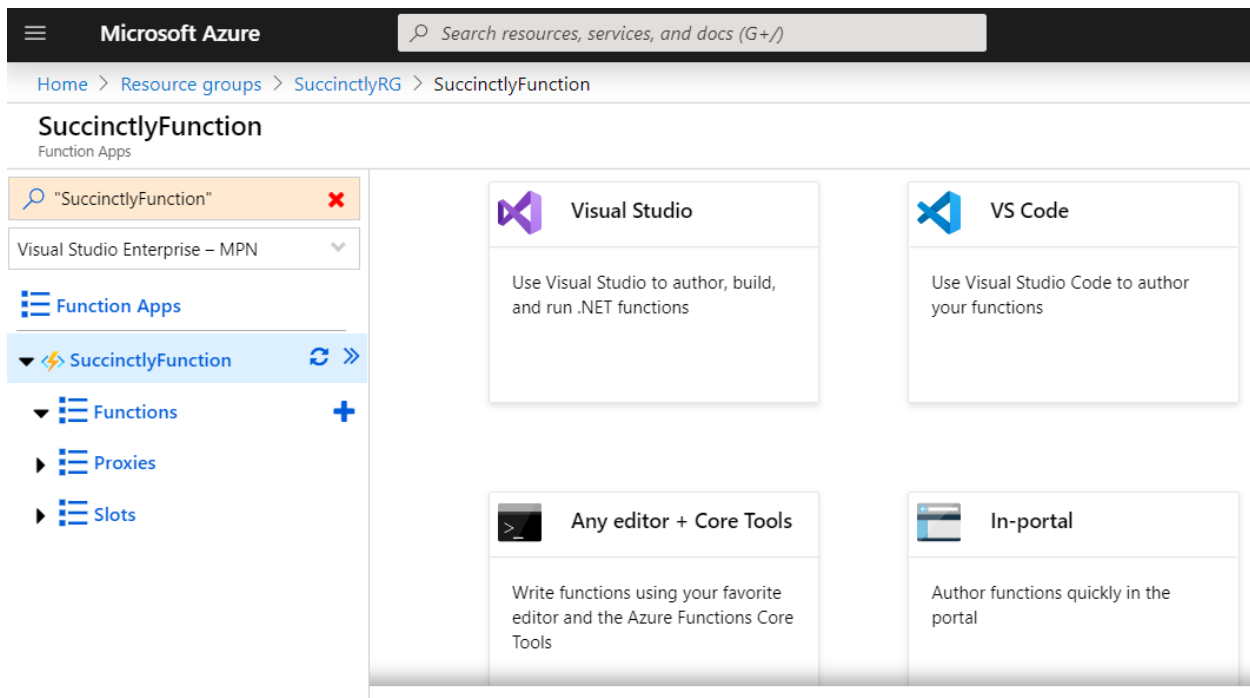 Microsoft Azure
Search resources, services, and docs (G+/)
Home > Resource groups > SuccinctlyRG > SuccinctlyFunction
SuccinctlyFunction
Function Apps
"SuccinctlyFunction"
Visual Studio Enterprise – MPN
Function Apps
SuccinctlyFunction
Functions
Proxies
Slots
Visual Studio
Use Visual Studio to author, build,
and run .NET functions
VS Code
Use Visual Studio Code to author
your functions
Any editor + Core Tools
Write functions using your favorite
editor and the Azure Functions Core
Tools
In-portal
Author functions quickly in the
portal